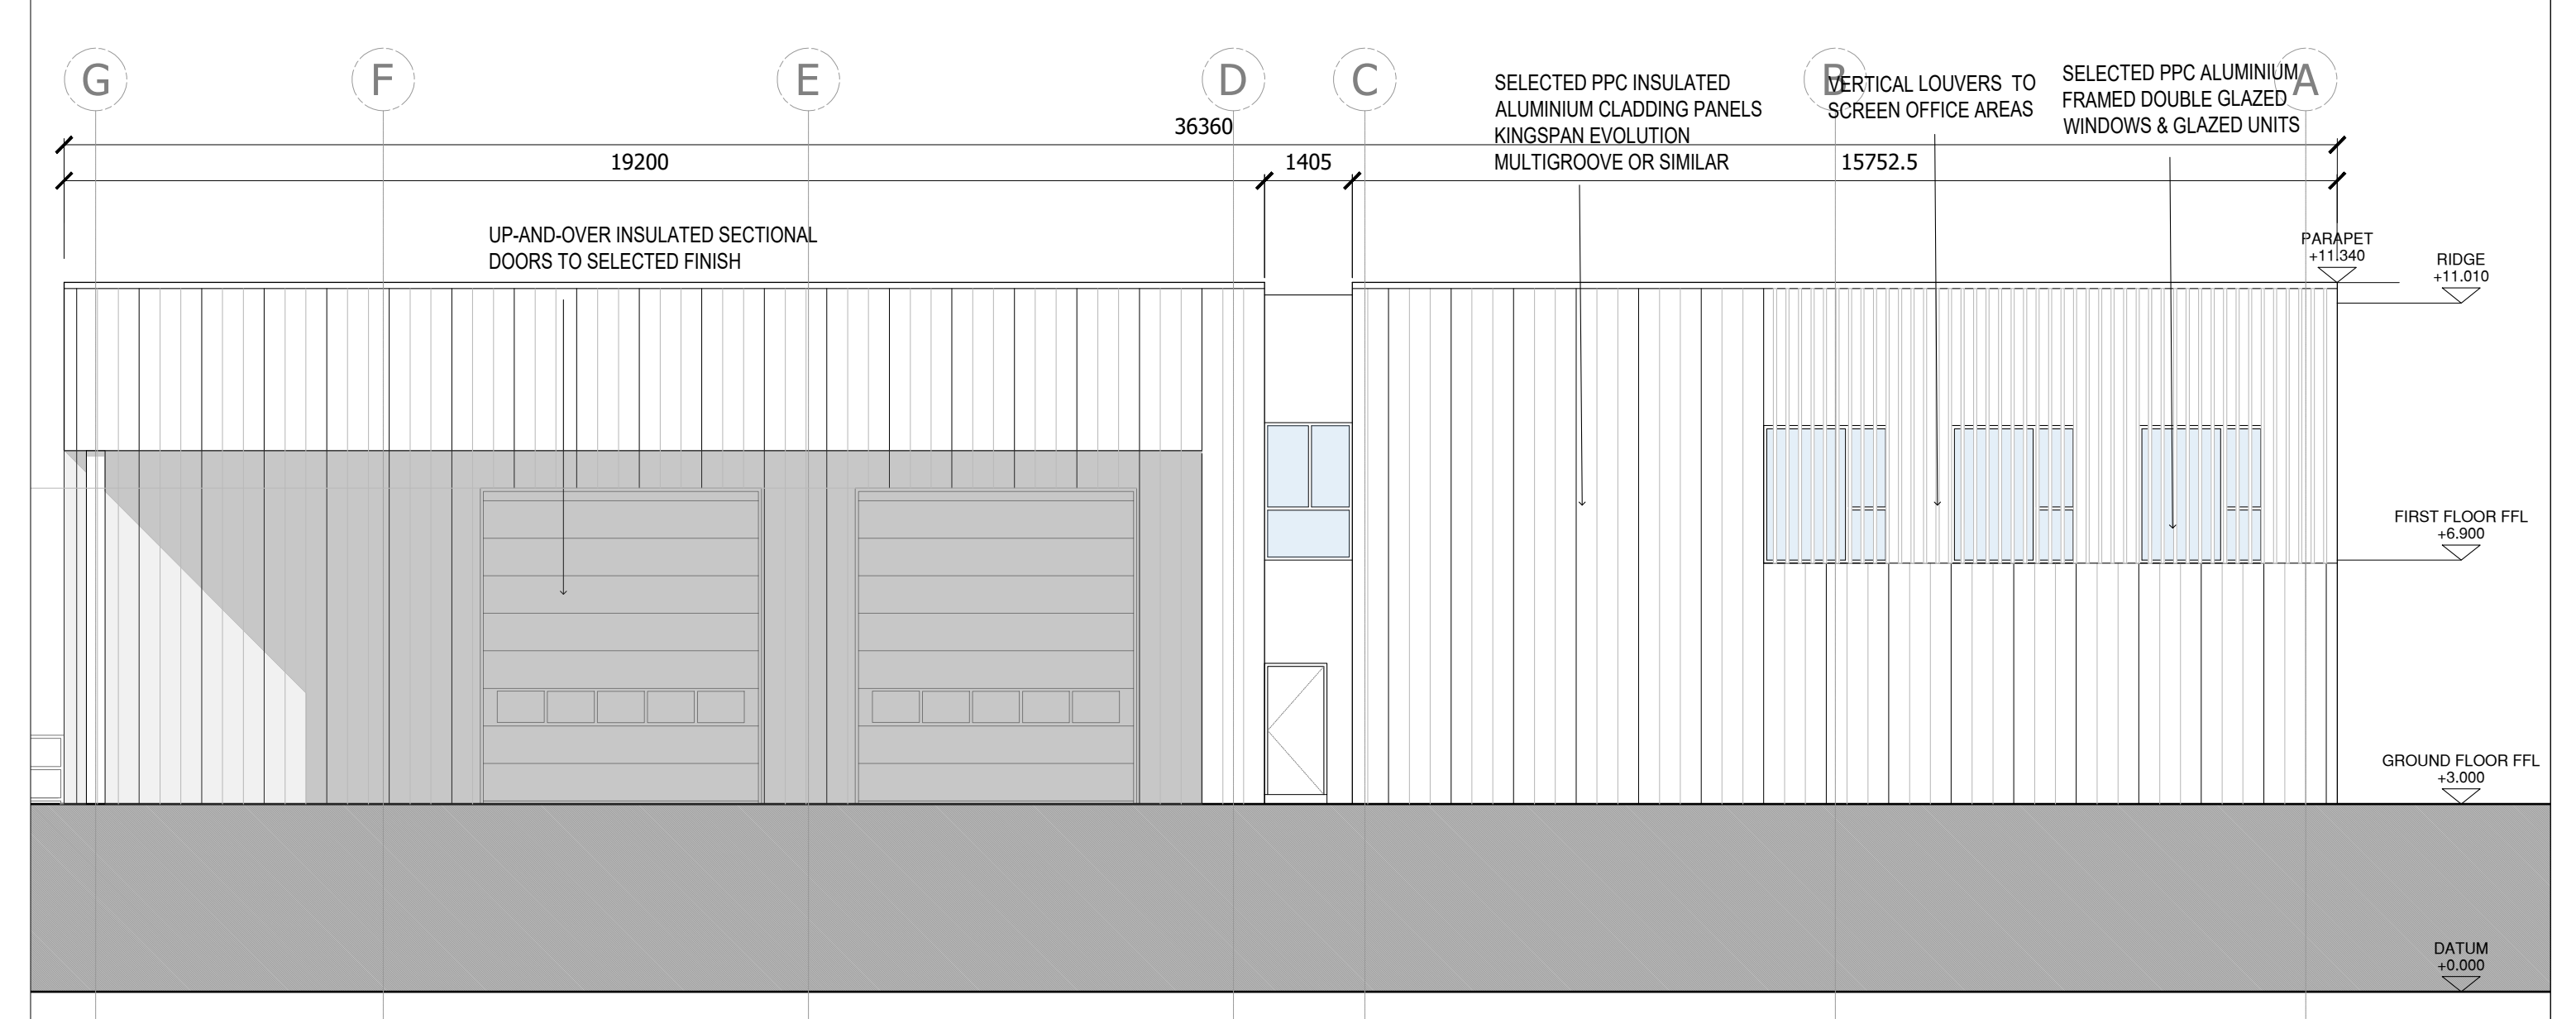 G
F
E
D
C
B
A
SELECTED PPC INSULATED
ALUMINIUM CLADDING PANELS
KINGSPAN EVOLUTION
MULTIGROOVE OR SIMILAR
VERTICAL LOUVERS TO
SCREEN OFFICE AREAS
SELECTED PPC ALUMINIUM
FRAMED DOUBLE GLAZED
WINDOWS & GLAZED UNITS
36360
19200
1405
15752.5
UP-AND-OVER INSULATED SECTIONAL
DOORS TO SELECTED FINISH
PARAPET
+11.340
RIDGE
+11.010
FIRST FLOOR FFL
+6.900
GROUND FLOOR FFL
+3.000
DATUM
+0.000